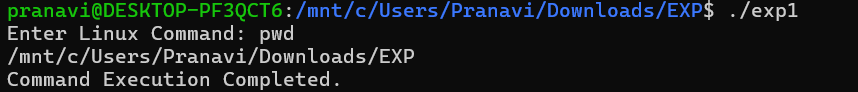 pranavi@DESKTOP-PF3QCT6:/mnt/c/Users/Pranavi/Downloads/EXP$ ./exp1
Enter Linux Command: pwd
/mnt/c/Users/Pranavi/Downloads/EXP
Command Execution Completed.